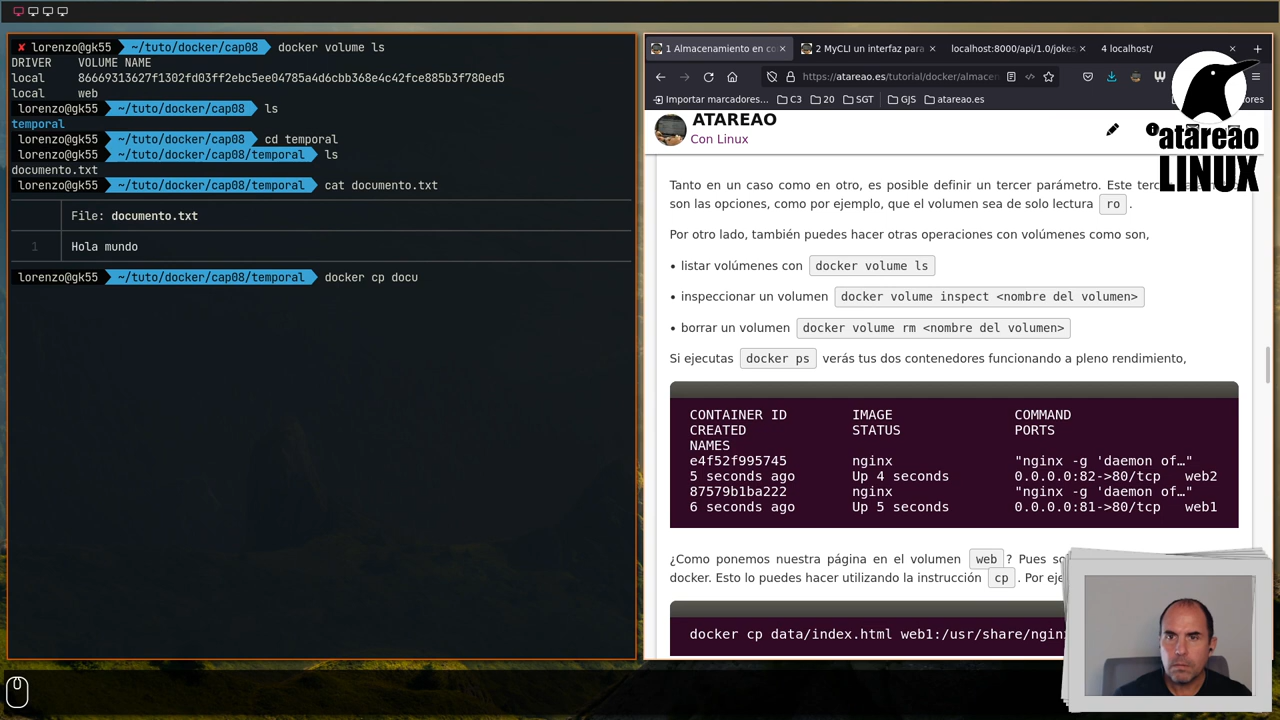 ✘ lorenzo@gk55 ~/tuto/docker/cap08 docker volume ls
DRIVER VOLUME NAME
local 86669313627f1302fd03ff2ebc5ee04785a4d6cbb368e4c42fce885b3f780ed5
local web
lorenzo@gk55 ~/tuto/docker/cap08 ls
temporal
lorenzo@gk55 ~/tuto/docker/cap08 cd temporal
lorenzo@gk55 ~/tuto/docker/cap08/temporal ls
documento.txt
lorenzo@gk55 ~/tuto/docker/cap08/temporal cat documento.txt
File: documento.txt
1 Hola mundo
lorenzo@gk55 ~/tuto/docker/cap08/temporal docker cp docu
1 Almacenamiento en co
2 MyCLI un interfaz para
localhost:8000/api/1.0/jokes
4 localhost/
https://atareao.es/tutorial/docker/almacen
Importar marcadores... C3 20 SGT GJS atareao.es
ATAREAO
Con Linux
atareao
LINUX
Tanto en un caso como en otro, es posible definir un tercer parámetro. Este
son las opciones, como por ejemplo, que el volumen sea de solo lectura ro .
Por otro lado, también puedes hacer otras operaciones con volúmenes como son,
• listar volúmenes con docker volume ls
• inspeccionar un volumen docker volume inspect <nombre del volumen>
• borrar un volumen docker volume rm <nombre del volumen>
Si ejecutas docker ps verás tus dos contenedores funcionando a pleno rendimiento,
CONTAINER ID IMAGE COMMAND
CREATED STATUS PORTS
NAMES
e4f52f995745 nginx "nginx -g 'daemon of…"
5 seconds ago Up 4 seconds 0.0.0.0:82->80/tcp web2
87579b1ba222 nginx "nginx -g 'daemon of…"
6 seconds ago Up 5 seconds 0.0.0.0:81->80/tcp web1
¿Como ponemos nuestra página en el volumen web ? Pues
docker. Esto lo puedes hacer utilizando la instrucción cp . Por
docker cp data/index.html web1:/usr/share/ngin